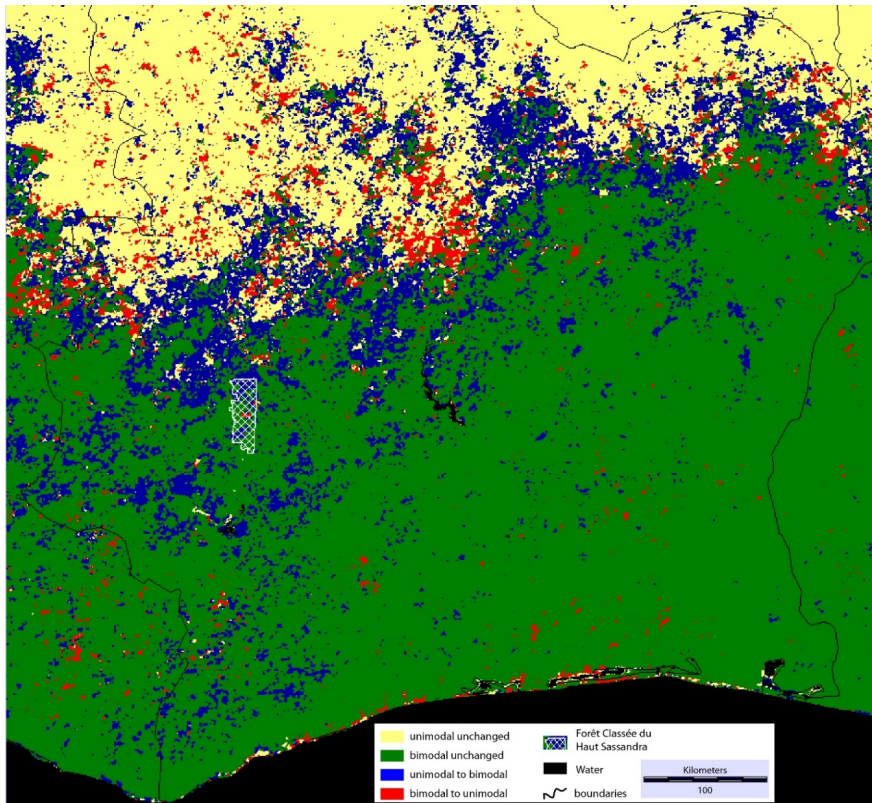 unimodal unchanged
bimodal unchanged
unimodal to bimodal
bimodal to unimodal
Forêt Classée du
Haut Sassandra
Water
boundaries
Kilometers
100